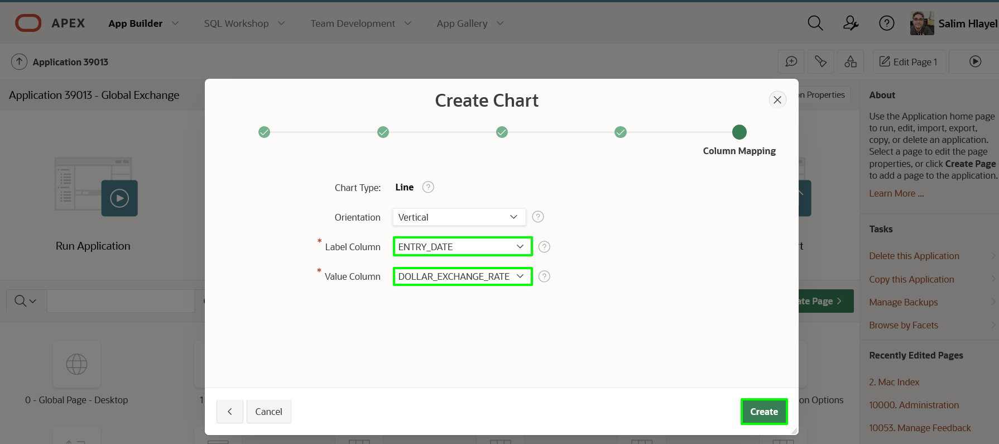 APEX
App Builder
SQL Workshop
Team Development
App Gallery
Salim Hlayel
Application 39013
Edit Page 1
Application 39013 - Global Exchange
Create Chart
on Properties
About
Use the Application home page
to run, edit, import, export,
copy, or delete an application.
Select a page to edit the page
properties, or click Create Page
to add a page to the application.
Learn More ...
Column Mapping
Chart Type: Line ?
Orientation Vertical ?
* Label Column ENTRY_DATE ?
* Value Column DOLLAR_EXCHANGE_RATE ?
Run Application
rt
Tasks
Delete this Application
Copy this Application
Manage Backups
Browse by Facets
ate Page
Recently Edited Pages
2. Mac Index
10000. Administration
10053. Manage Feedback
0 - Global Page - Desktop
1
on Options
Cancel
Create